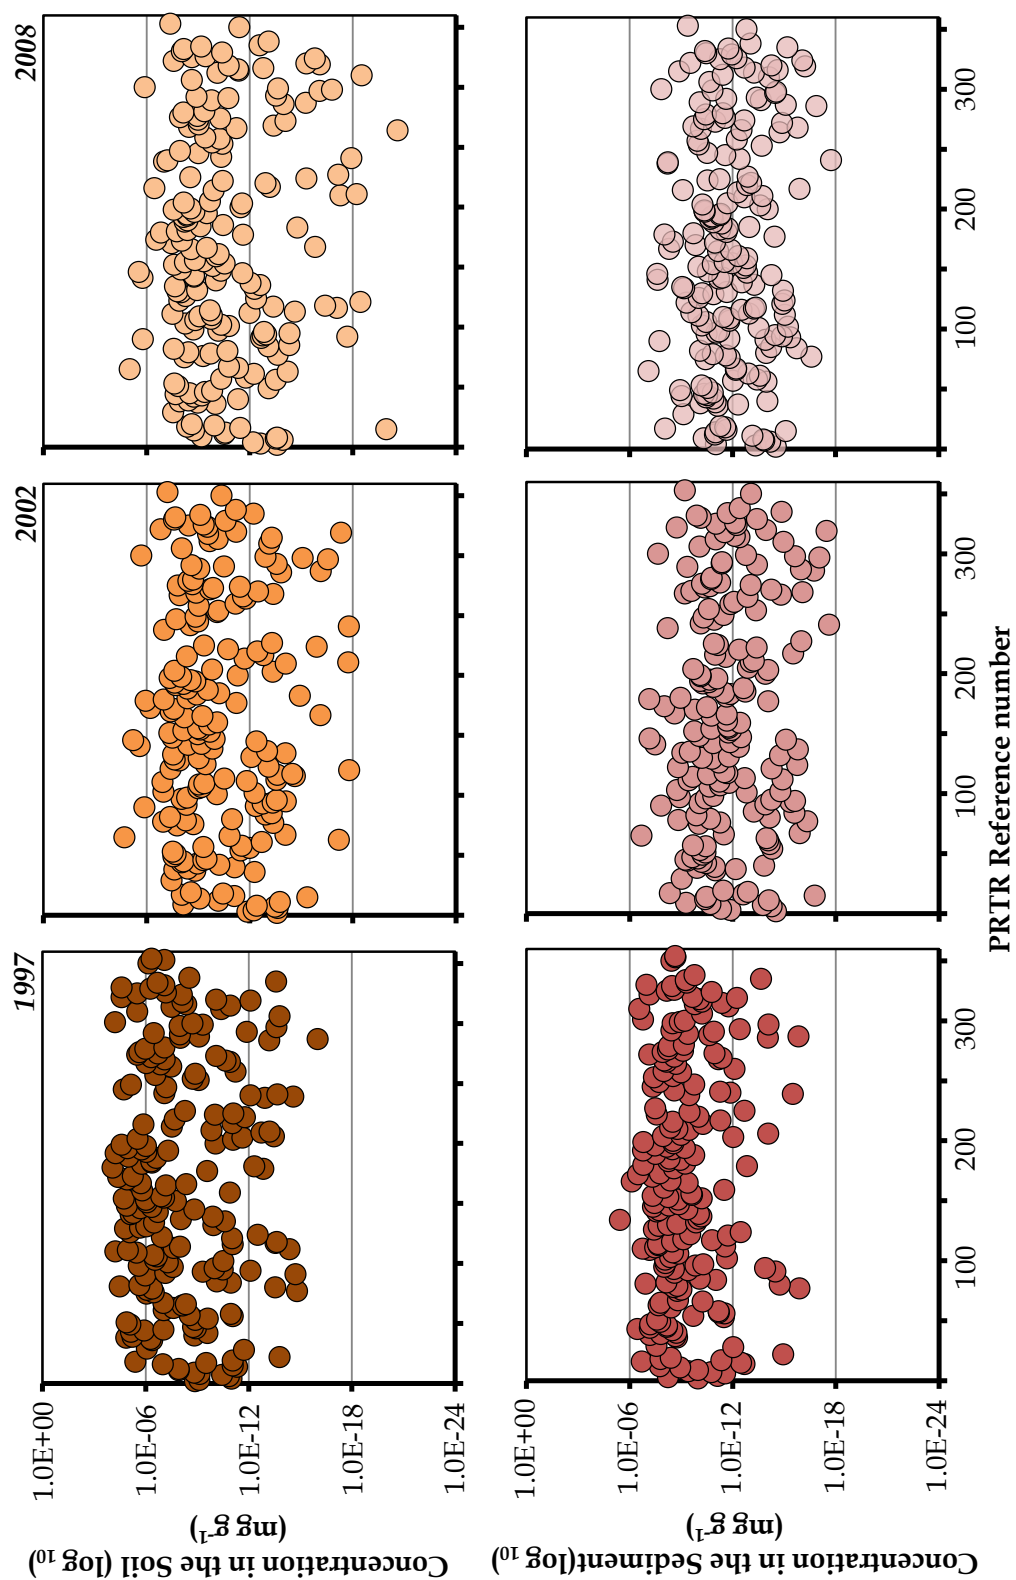 1997
2002
2008
Concentration in the Soil (log 10)
(mg g-1)
1.0E+00
1.0E-06
1.0E-12
1.0E-18
1.0E-24
Concentration in the Sediment(log 10)
(mg g-1)
1.0E+00
1.0E-06
1.0E-12
1.0E-18
1.0E-24
100
200
300
100
200
300
100
200
300
PRTR Reference number